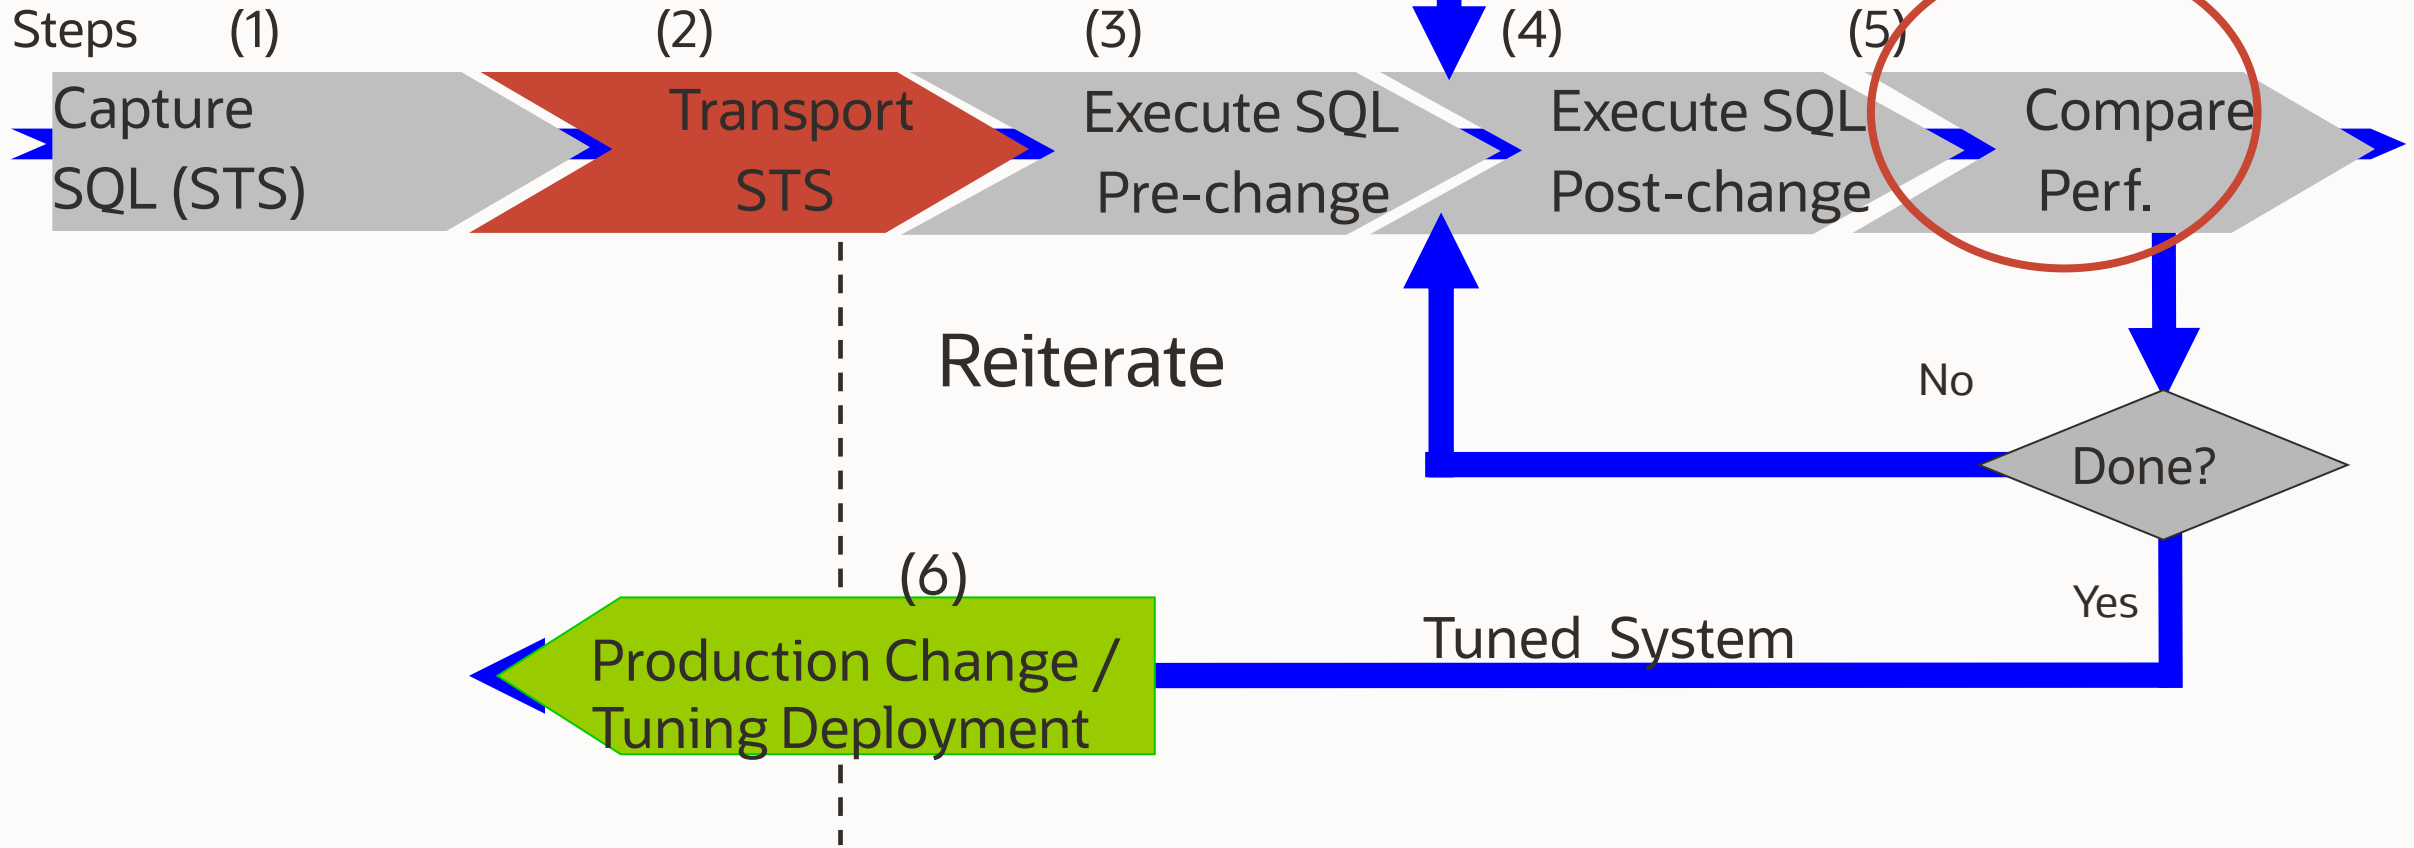 Steps (1) (2) (3) (4) (5)
Capture
SQL (STS)
Transport
STS
Execute SQL
Pre-change
Execute SQL
Post-change
Compare
Perf.
Reiterate
No
Done?
Yes
(6)
Tuned System
Production Change /
Tuning Deployment